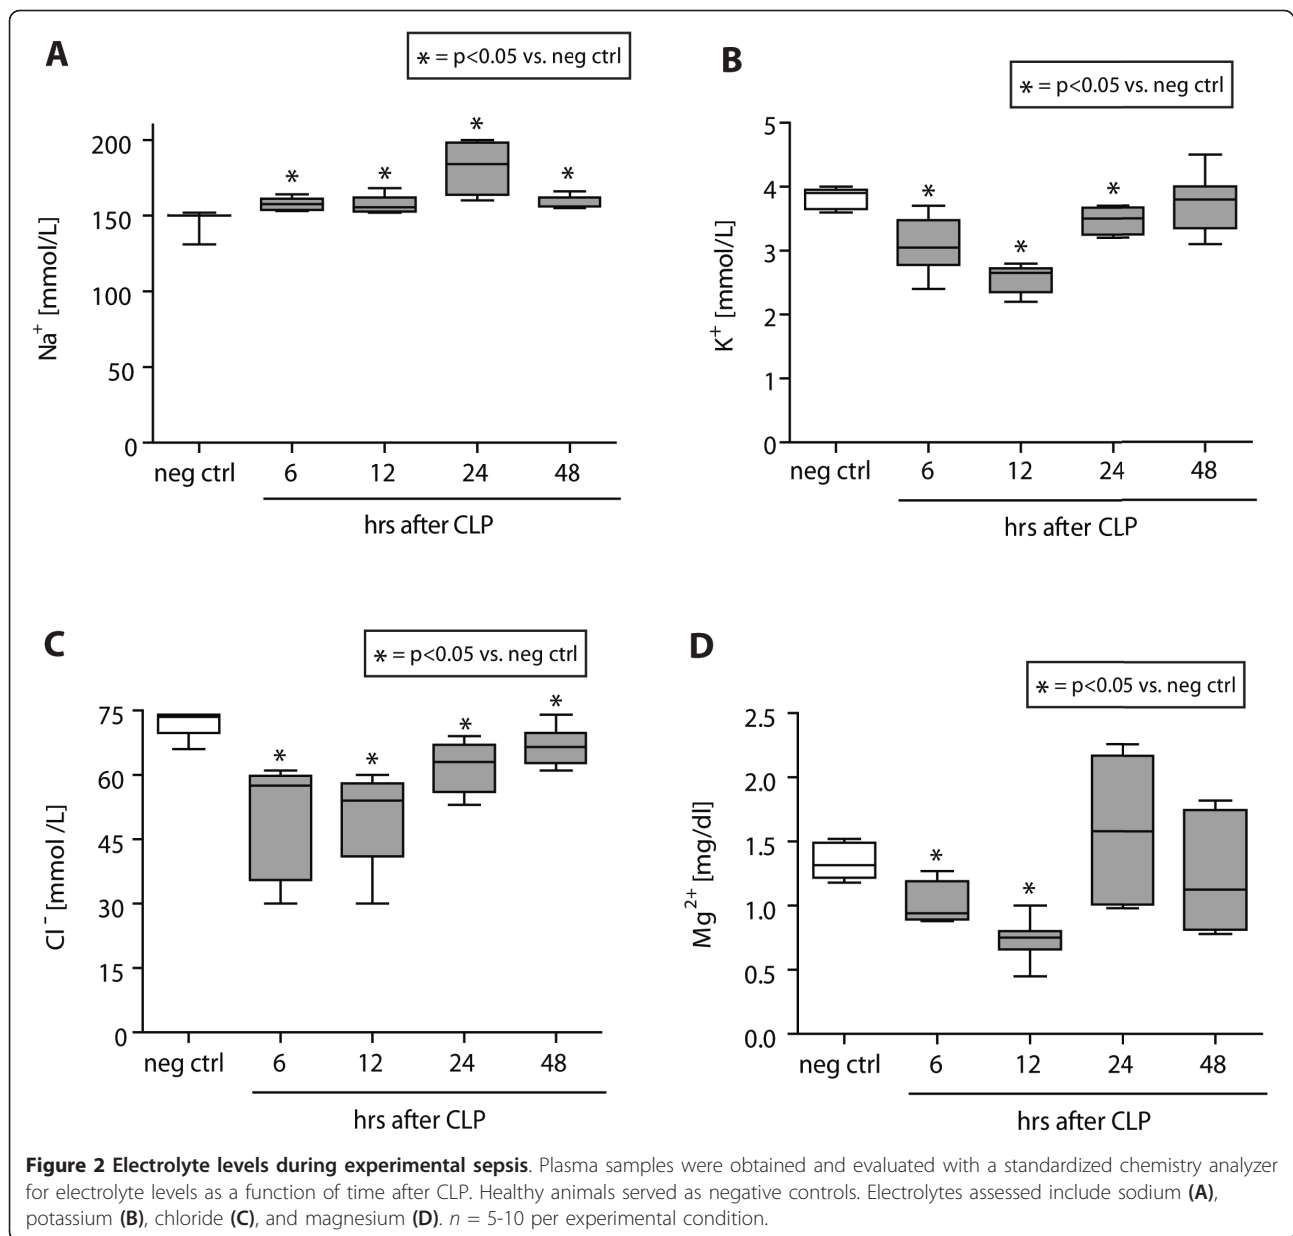 A
* = p<0.05 vs. neg ctrl
Na+ [mmol/L]
200
150
100
50
0
* * * *
neg ctrl 6 12 24 48
hrs after CLP
B
* = p<0.05 vs. neg ctrl
K+ [mmol/L]
5
4
3
2
1
0
* * *
neg ctrl 6 12 24 48
hrs after CLP
C
* = p<0.05 vs. neg ctrl
Cl- [mmol /L]
75
60
45
30
15
0
* * * *
neg ctrl 6 12 24 48
hrs after CLP
D
* = p<0.05 vs. neg ctrl
Mg2+ [mg/dl]
2.5
2.0
1.5
1.0
0.5
0.0
* *
neg ctrl 6 12 24 48
hrs after CLP
Figure 2 Electrolyte levels during experimental sepsis. Plasma samples were obtained and evaluated with a standardized chemistry analyzer
for electrolyte levels as a function of time after CLP. Healthy animals served as negative controls. Electrolytes assessed include sodium (A),
potassium (B), chloride (C), and magnesium (D). n = 5-10 per experimental condition.